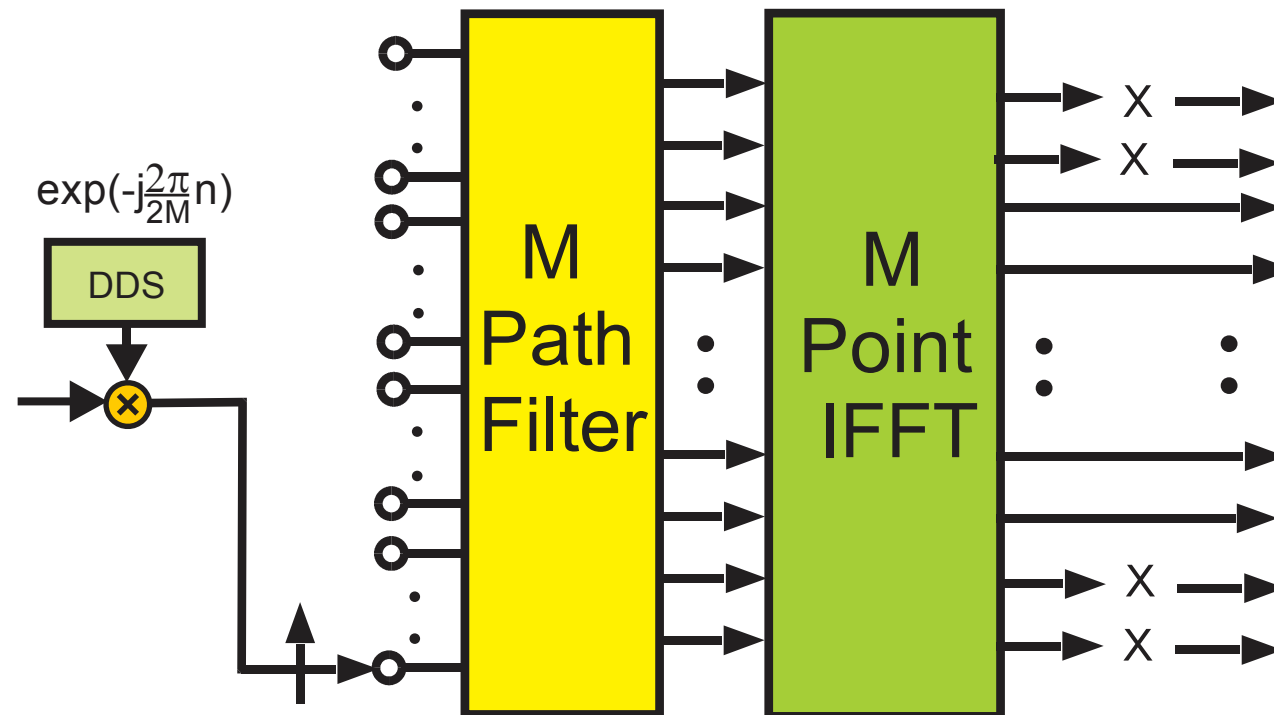 exp(-j2π/2M n)
DDS
M
Path
Filter
M
Point
IFFT
X
X
X
X